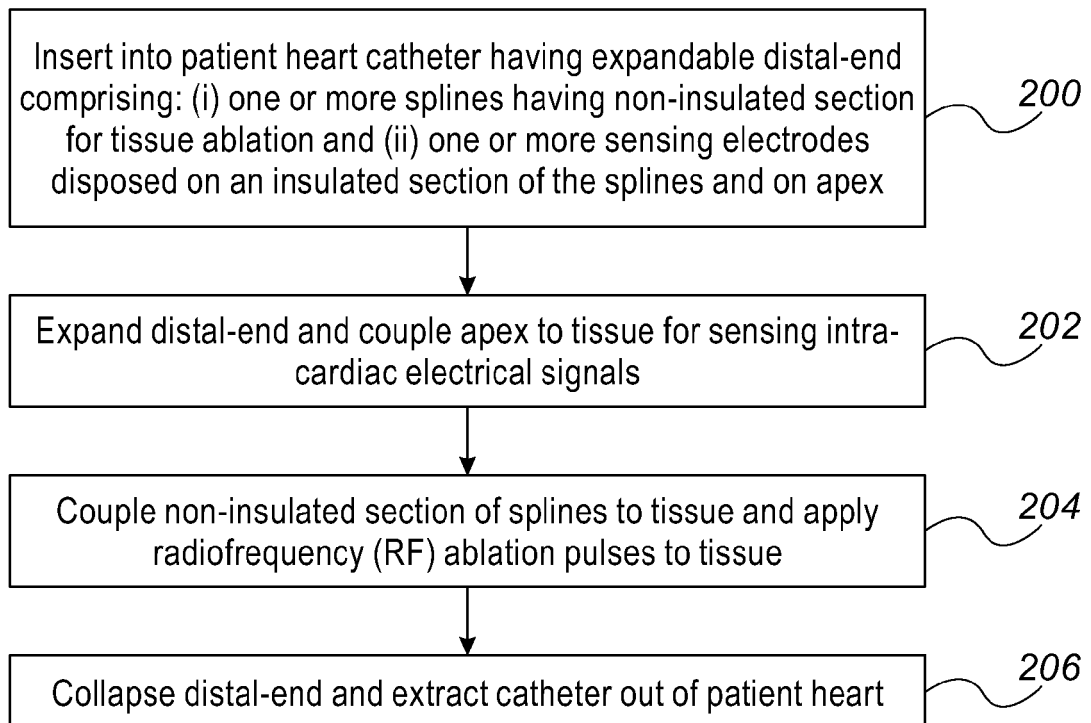 Insert into patient heart catheter having expandable distal-end
comprising: (i) one or more splines having non-insulated section
for tissue ablation and (ii) one or more sensing electrodes
disposed on an insulated section of the splines and on apex
200
Expand distal-end and couple apex to tissue for sensing intra-
cardiac electrical signals
202
Couple non-insulated section of splines to tissue and apply
radiofrequency (RF) ablation pulses to tissue
204
Collapse distal-end and extract catheter out of patient heart
206